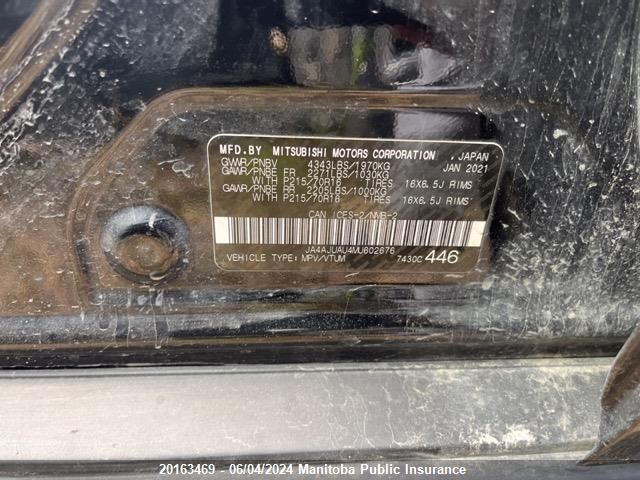 MFD.BY MITSUBISHI MOTORS CORPORATION , JAPAN
GWVR/PNBV 4343LBS/1970KG JAN 2021
GAWR/PNBE FR 2271LBS/1030KG
WITH P215/70R16 TIRES 16X6.5J RIMS
GAWR/PNBE RR 2205LBS/1000KG
WITH P215/70R16 TIRES 16X6.5J RIMS
CAN ICES-2/NMB-2
JA4AJUAU4MU602676
VEHICLE TYPE: MPV/VTUM 7430C 446
20163469 - 06/04/2024 Manitoba Public Insurance